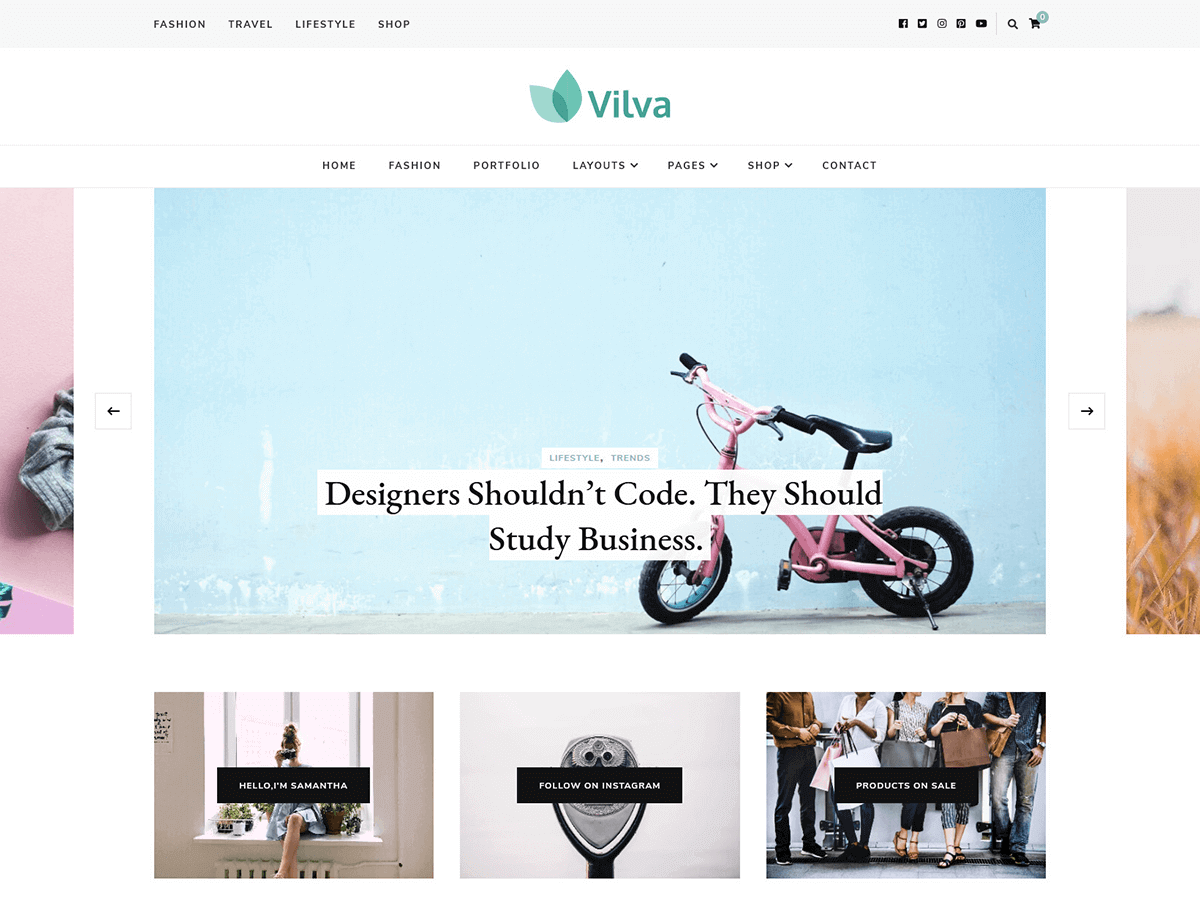 FASHION TRAVEL LIFESTYLE SHOP
0
Vilva
HOME FASHION PORTFOLIO LAYOUTS PAGES SHOP CONTACT
LIFESTYLE, TRENDS
Designers Shouldn’t Code. They Should
Study Business.
HELLO,I'M SAMANTHA
FOLLOW ON INSTAGRAM
PRODUCTS ON SALE